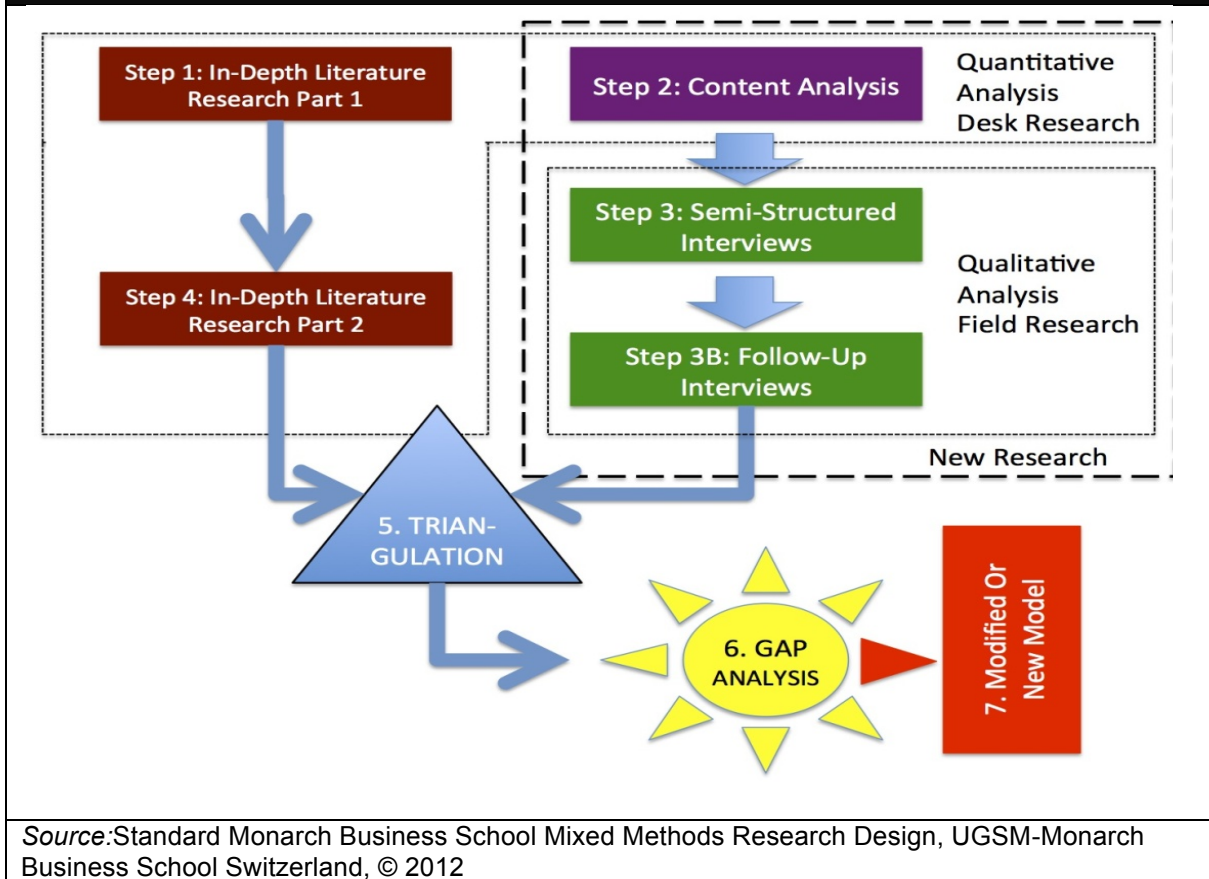 Step 1: In-Depth Literature
Research Part 1
Step 2: Content Analysis
Quantitative
Analysis
Desk Research
Step 3: Semi-Structured
Interviews
Step 4: In-Depth Literature
Research Part 2
Qualitative
Analysis
Field Research
Step 3B: Follow-Up
Interviews
New Research
5. TRIAN-
GULATION
6. GAP
ANALYSIS
7. Modified Or
New Model
Source:Standard Monarch Business School Mixed Methods Research Design, UGSM-Monarch
Business School Switzerland, © 2012